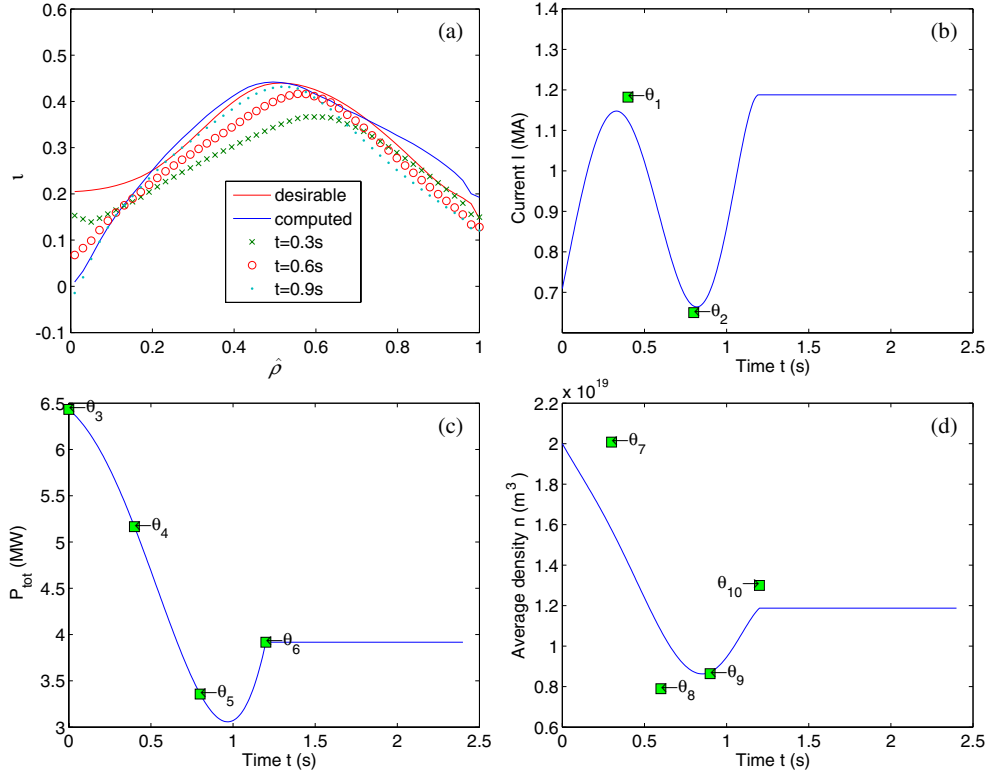 0.6
0.5
0.4
0.3
0.2
0.1
0
-0.1
ι
(a)
desirable
computed
t=0.3s
t=0.6s
t=0.9s
0 0.2 0.4 0.6 0.8 1
ρ̂
1.4
1.3
1.2
1.1
1
0.9
0.8
0.7
0.6
Current I (MA)
(b)
θ1
θ2
0 0.5 1 1.5 2 2.5
Time t (s)
6.5
6
5.5
5
4.5
4
3.5
3
P_tot (MW)
(c)
θ3
θ4
θ5
θ6
0 0.5 1 1.5 2 2.5
Time t (s)
x 10^19
2.2
2
1.8
1.6
1.4
1.2
1
0.8
0.6
Average density n (m^3)
(d)
θ7
θ10
θ9
θ8
0 0.5 1 1.5 2 2.5
Time t (s)